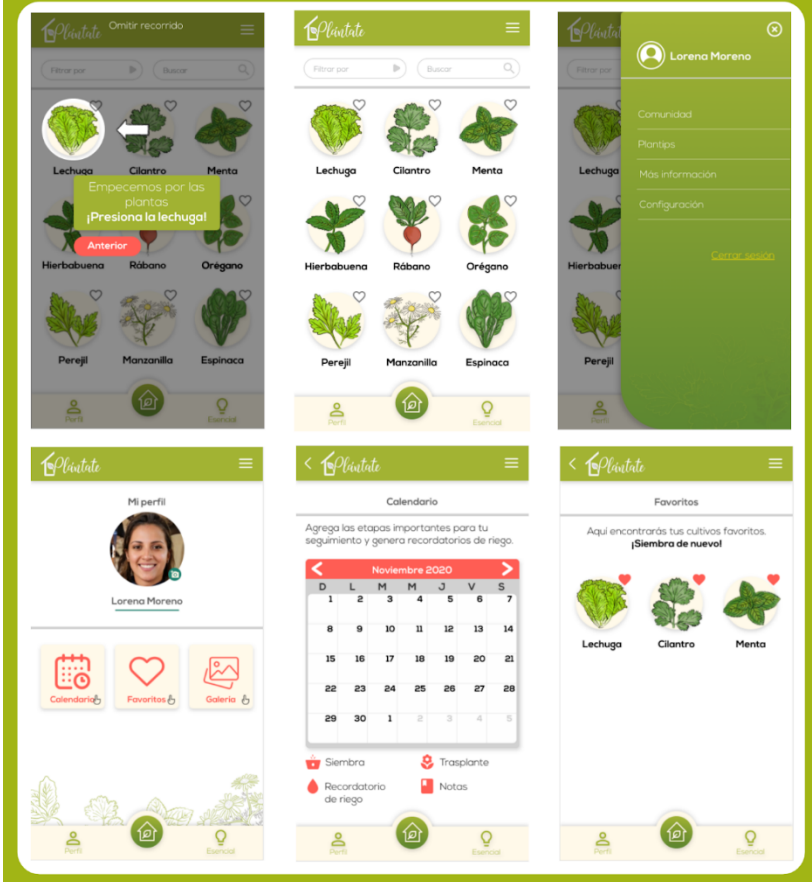 Plántate
Omitir recorrido
Filtrar por
Buscar
Lechuga
Cilantro
Menta
Empecemos por las
plantas
¡Presiona la lechuga!
Anterior
Hierbabuena
Rábano
Orégano
Perejil
Manzanilla
Espinaca
Perfil
Esencial
Plántate
Filtrar por
Buscar
Lechuga
Cilantro
Menta
Hierbabuena
Rábano
Orégano
Perejil
Manzanilla
Espinaca
Perfil
Esencial
Plántat
Filtrar por
Lechuga
Hierbabuen
Perejil
Perfil
Lorena Moreno
Comunidad
Plantips
Más información
Configuración
Cerrar sesión
Plántate
Mi perfil
Lorena Moreno
Calendario
Favoritos
Galería
Perfil
Esencial
Plántate
Calendario
Agrega las etapas importantes para tu
seguimiento y genera recordatorios de riego.
Noviembre 2020
D L M M J V S
1 2 3 4 5 6 7
8 9 10 11 12 13 14
15 16 17 18 19 20 21
22 23 24 25 26 27 28
29 30 1 2 3 4 5
Siembra
Trasplante
Recordatorio
de riego
Notas
Perfil
Esencial
Plántate
Favoritos
Aquí encontrarás tus cultivos favoritos.
¡Siembra de nuevo!
Lechuga
Cilantro
Menta
Perfil
Esencial